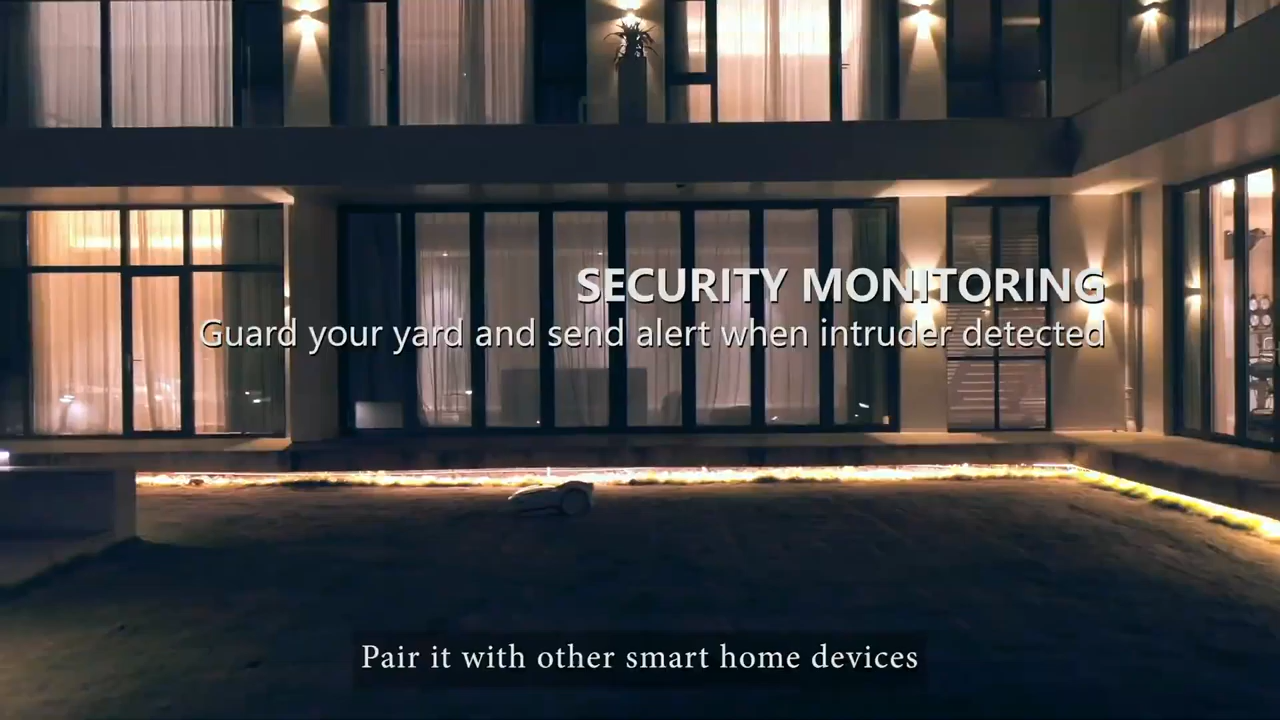 SECURITY MONITORING
Guard your yard and send alert when intruder detected
Pair it with other smart home devices